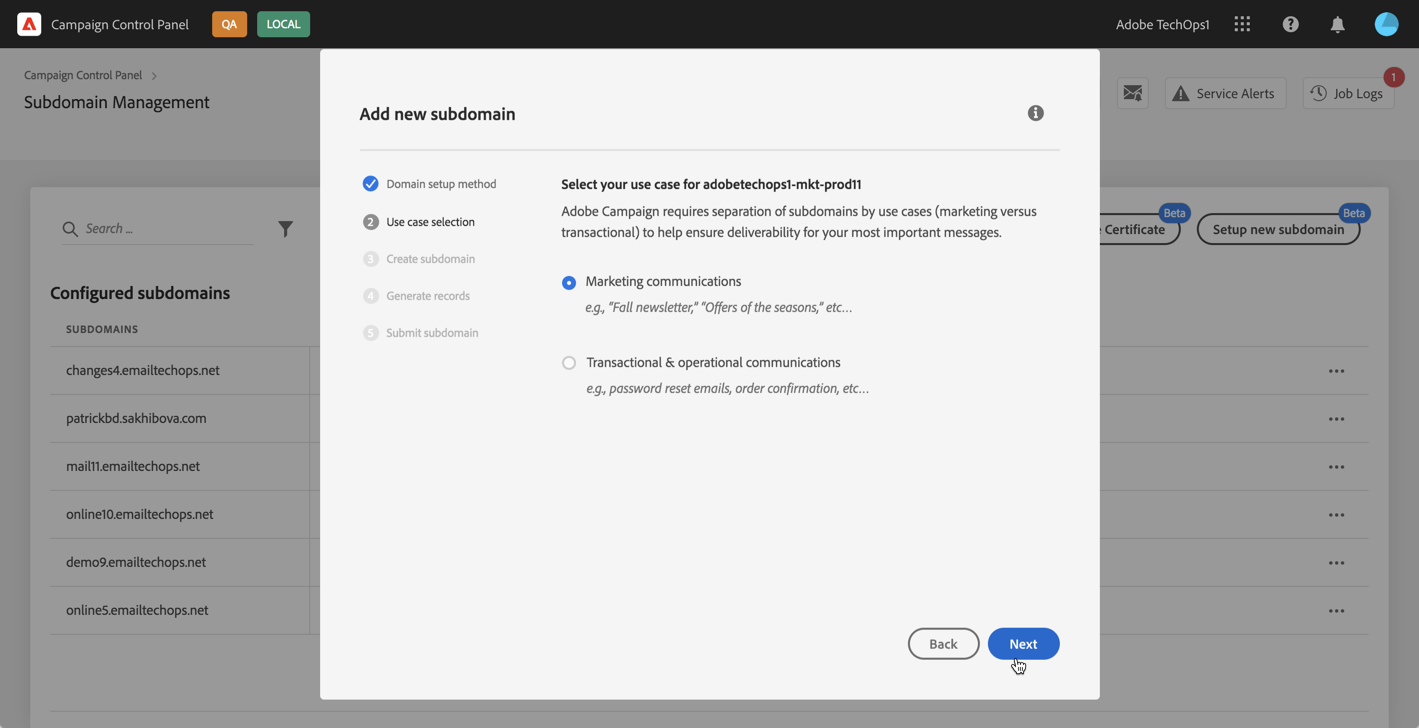 Campaign Control Panel
QA
LOCAL
Adobe TechOps1
Campaign Control Panel
Subdomain Management
Service Alerts
Job Logs
1
Add new subdomain
Domain setup method
2 Use case selection
3 Create subdomain
4 Generate records
5 Submit subdomain
Select your use case for adobetechops1-mkt-prod11
Adobe Campaign requires separation of subdomains by use cases (marketing versus
transactional) to help ensure deliverability for your most important messages.
Marketing communications
e.g., “Fall newsletter,” “Offers of the seasons,” etc...
Transactional & operational communications
e.g., password reset emails, order confirmation, etc...
Back
Next
Search ...
Certificate
Beta
Setup new subdomain
Beta
Configured subdomains
SUBDOMAINS
changes4.emailtechops.net
patrickbd.sakhibova.com
mail11.emailtechops.net
online10.emailtechops.net
demo9.emailtechops.net
online5.emailtechops.net